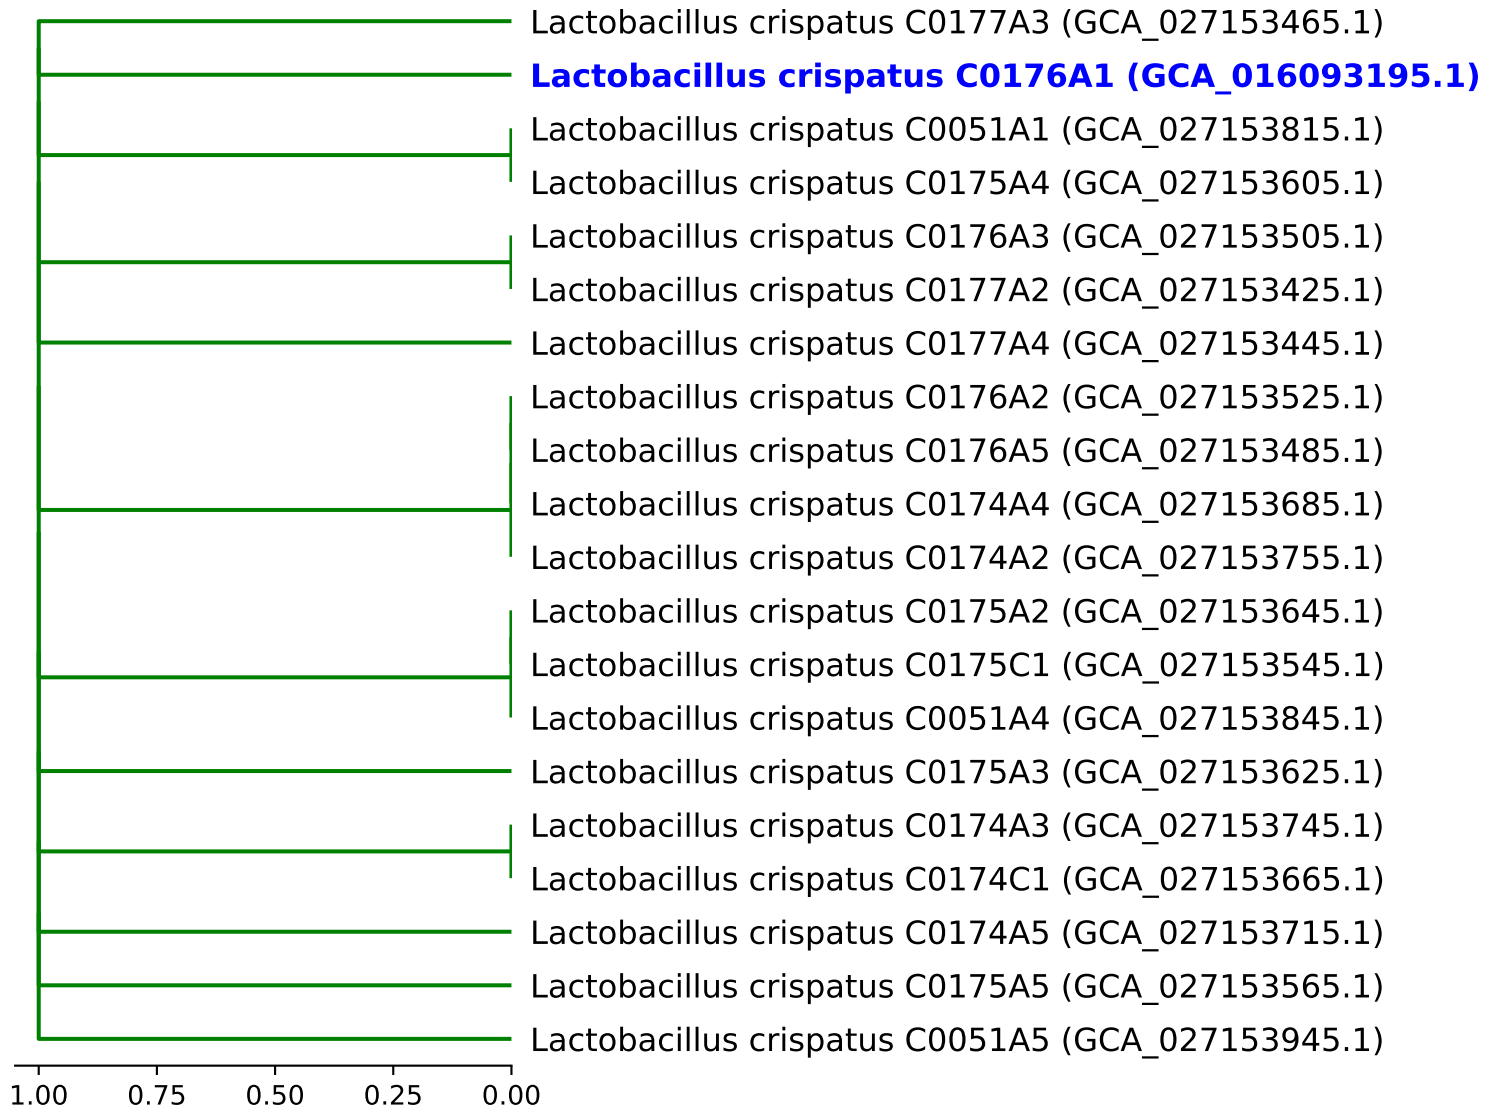 Lactobacillus crispatus C0177A3 (GCA_027153465.1)
Lactobacillus crispatus C0176A1 (GCA_016093195.1)
Lactobacillus crispatus C0051A1 (GCA_027153815.1)
Lactobacillus crispatus C0175A4 (GCA_027153605.1)
Lactobacillus crispatus C0176A3 (GCA_027153505.1)
Lactobacillus crispatus C0177A2 (GCA_027153425.1)
Lactobacillus crispatus C0177A4 (GCA_027153445.1)
Lactobacillus crispatus C0176A2 (GCA_027153525.1)
Lactobacillus crispatus C0176A5 (GCA_027153485.1)
Lactobacillus crispatus C0174A4 (GCA_027153685.1)
Lactobacillus crispatus C0174A2 (GCA_027153755.1)
Lactobacillus crispatus C0175A2 (GCA_027153645.1)
Lactobacillus crispatus C0175C1 (GCA_027153545.1)
Lactobacillus crispatus C0051A4 (GCA_027153845.1)
Lactobacillus crispatus C0175A3 (GCA_027153625.1)
Lactobacillus crispatus C0174A3 (GCA_027153745.1)
Lactobacillus crispatus C0174C1 (GCA_027153665.1)
Lactobacillus crispatus C0174A5 (GCA_027153715.1)
Lactobacillus crispatus C0175A5 (GCA_027153565.1)
Lactobacillus crispatus C0051A5 (GCA_027153945.1)
1.00 0.75 0.50 0.25 0.00